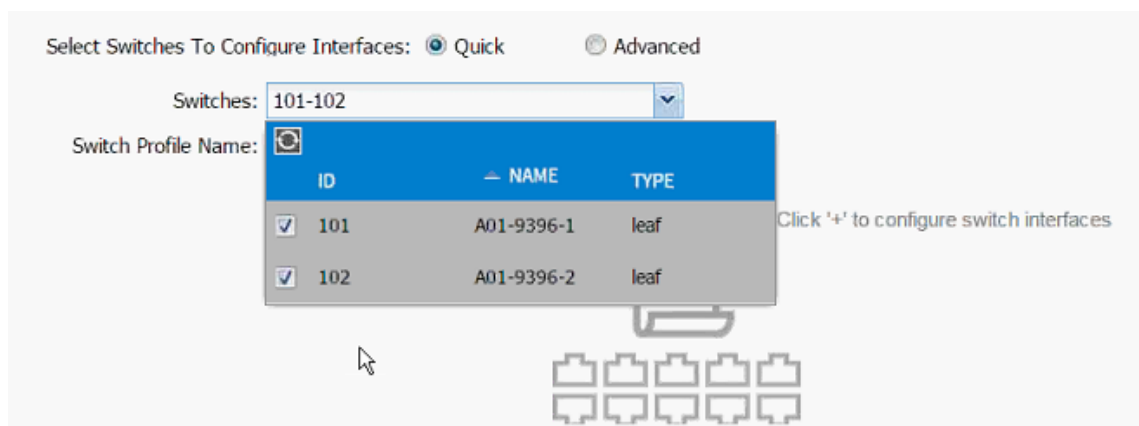 Select Switches To Configure Interfaces: Quick Advanced
Switches: 101-102
Switch Profile Name:
ID NAME TYPE
101 A01-9396-1 leaf
Click '+' to configure switch interfaces
102 A01-9396-2 leaf